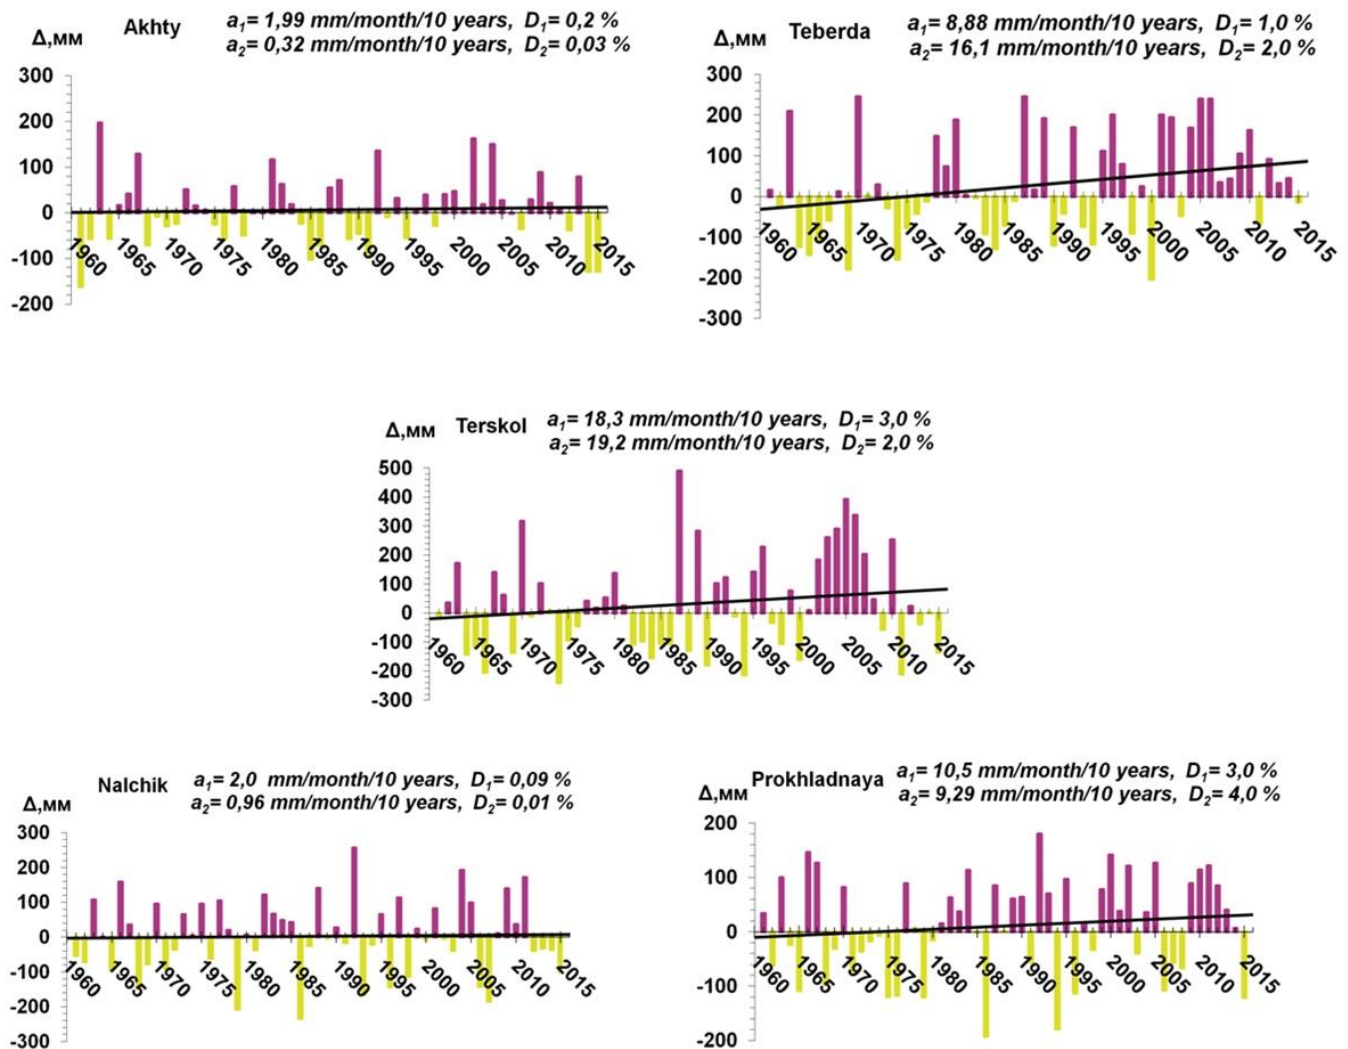 Akhty
a₁= 1,99 mm/month/10 years, D₁= 0,2 %
a₂= 0,32 mm/month/10 years, D₂= 0,03 %
Δ,мм
300
200
100
0
-100
-200
1960 1965 1970 1975 1980 1985 1990 1995 2000 2005 2010 2015
Teberda
a₁= 8,88 mm/month/10 years, D₁= 1,0 %
a₂= 16,1 mm/month/10 years, D₂= 2,0 %
Δ,мм
300
200
100
0
-100
-200
-300
1960 1965 1970 1975 1980 1985 1990 1995 2000 2005 2010 2015
Terskol
a₁= 18,3 mm/month/10 years, D₁= 3,0 %
a₂= 19,2 mm/month/10 years, D₂= 2,0 %
Δ,мм
500
400
300
200
100
0
-100
-200
-300
1960 1965 1970 1975 1980 1985 1990 1995 2000 2005 2010 2015
Nalchik
a₁= 2,0 mm/month/10 years, D₁= 0,09 %
a₂= 0,96 mm/month/10 years, D₂= 0,01 %
Δ,мм
300
200
100
0
-100
-200
-300
1960 1965 1970 1975 1980 1985 1990 1995 2000 2005 2010 2015
Prokhladnaya
a₁= 10,5 mm/month/10 years, D₁= 3,0 %
a₂= 9,29 mm/month/10 years, D₂= 4,0 %
Δ,мм
200
100
0
-100
-200
1960 1965 1970 1975 1980 1985 1990 1995 2000 2005 2010 2015